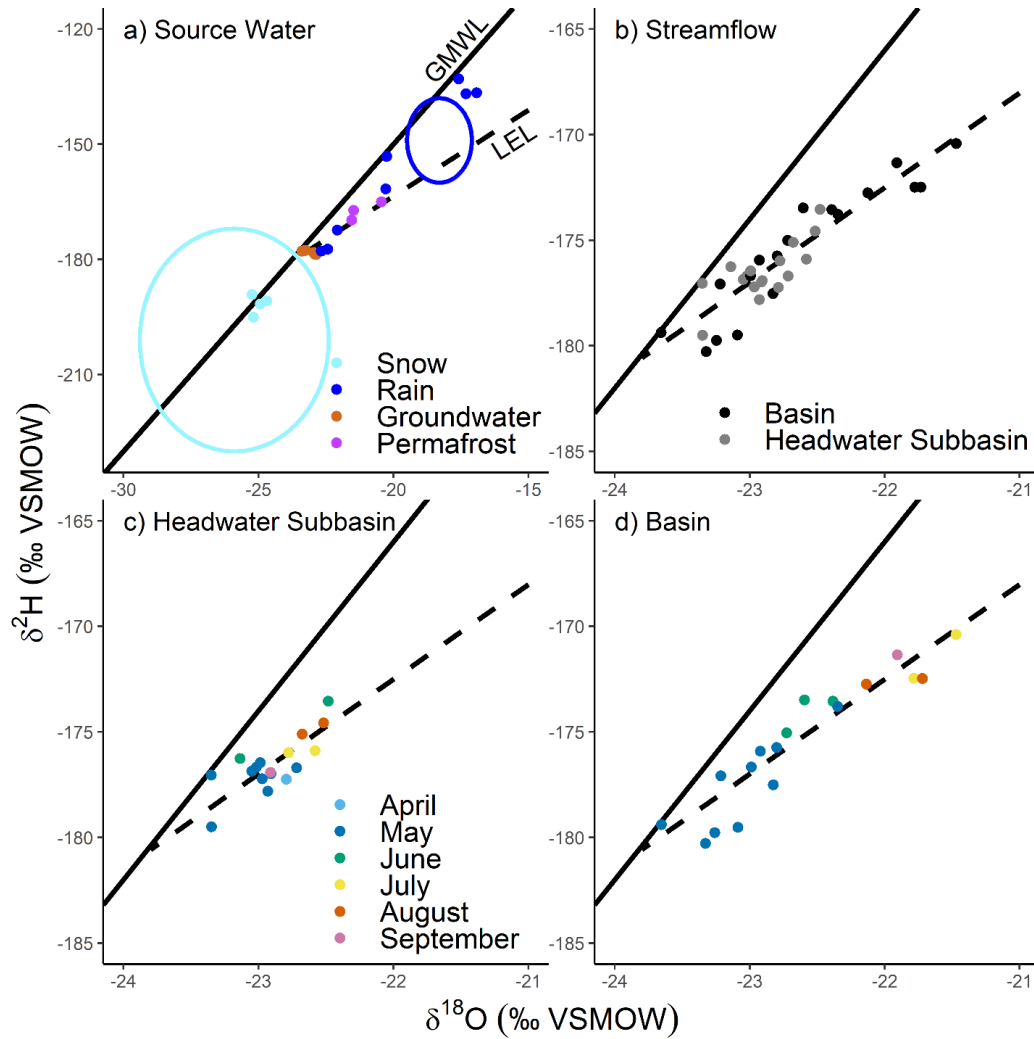 a) Source Water
GMWL
LEL
-120
-150
-180
-210
-30
-25
-20
-15
Snow
Rain
Groundwater
Permafrost
b) Streamflow
-165
-170
-175
-180
-185
-24
-23
-22
-21
Basin
Headwater Subbasin
c) Headwater Subbasin
-165
-170
-175
-180
-185
-24
-23
-22
-21
April
May
June
July
August
September
d) Basin
-165
-170
-175
-180
-185
-24
-23
-22
-21
δ²H (‰ VSMOW)
δ¹⁸O (‰ VSMOW)